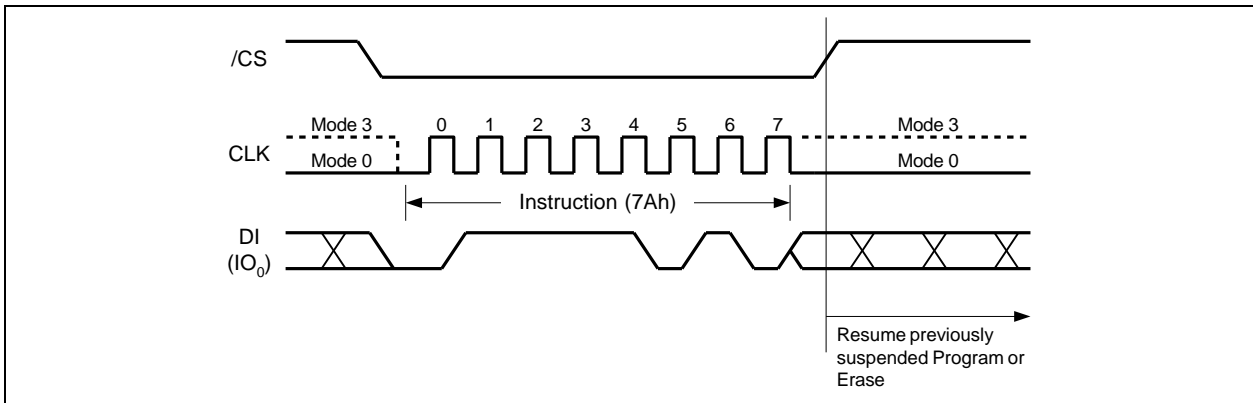 /CS
Mode 3
0 1 2 3 4 5 6 7
Mode 3
CLK
Mode 0
Mode 0
Instruction (7Ah)
DI
(IO0)
Resume previously
suspended Program or
Erase